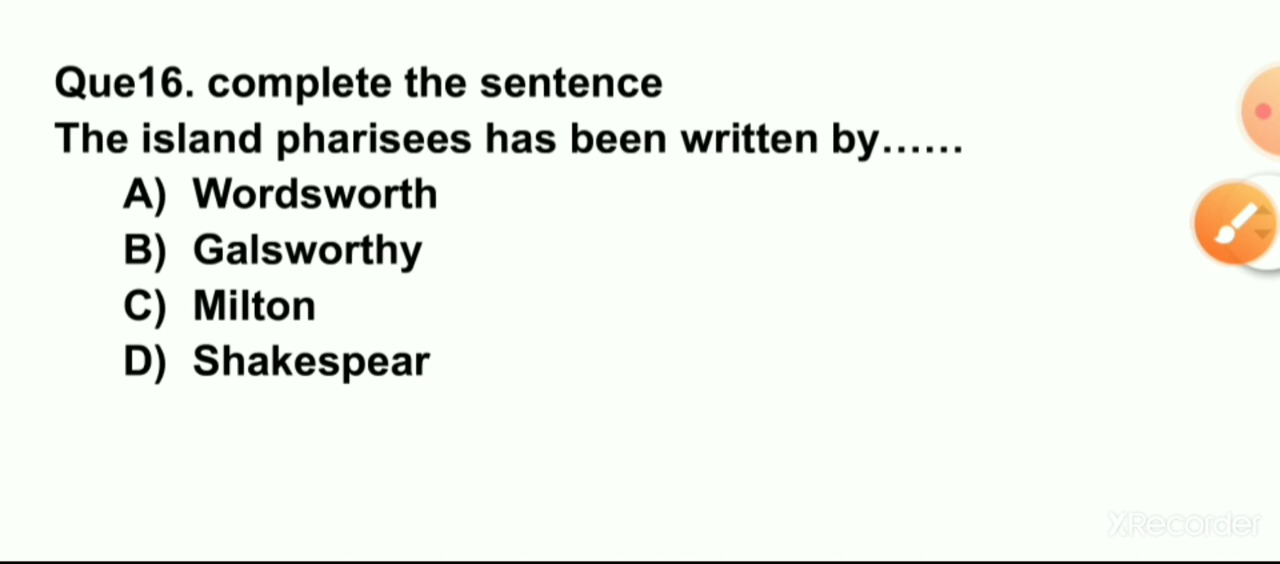 Que16. complete the sentence
The island pharisees has been written by......
A) Wordsworth
B) Galsworthy
C) Milton
D) Shakespear
XRecorder